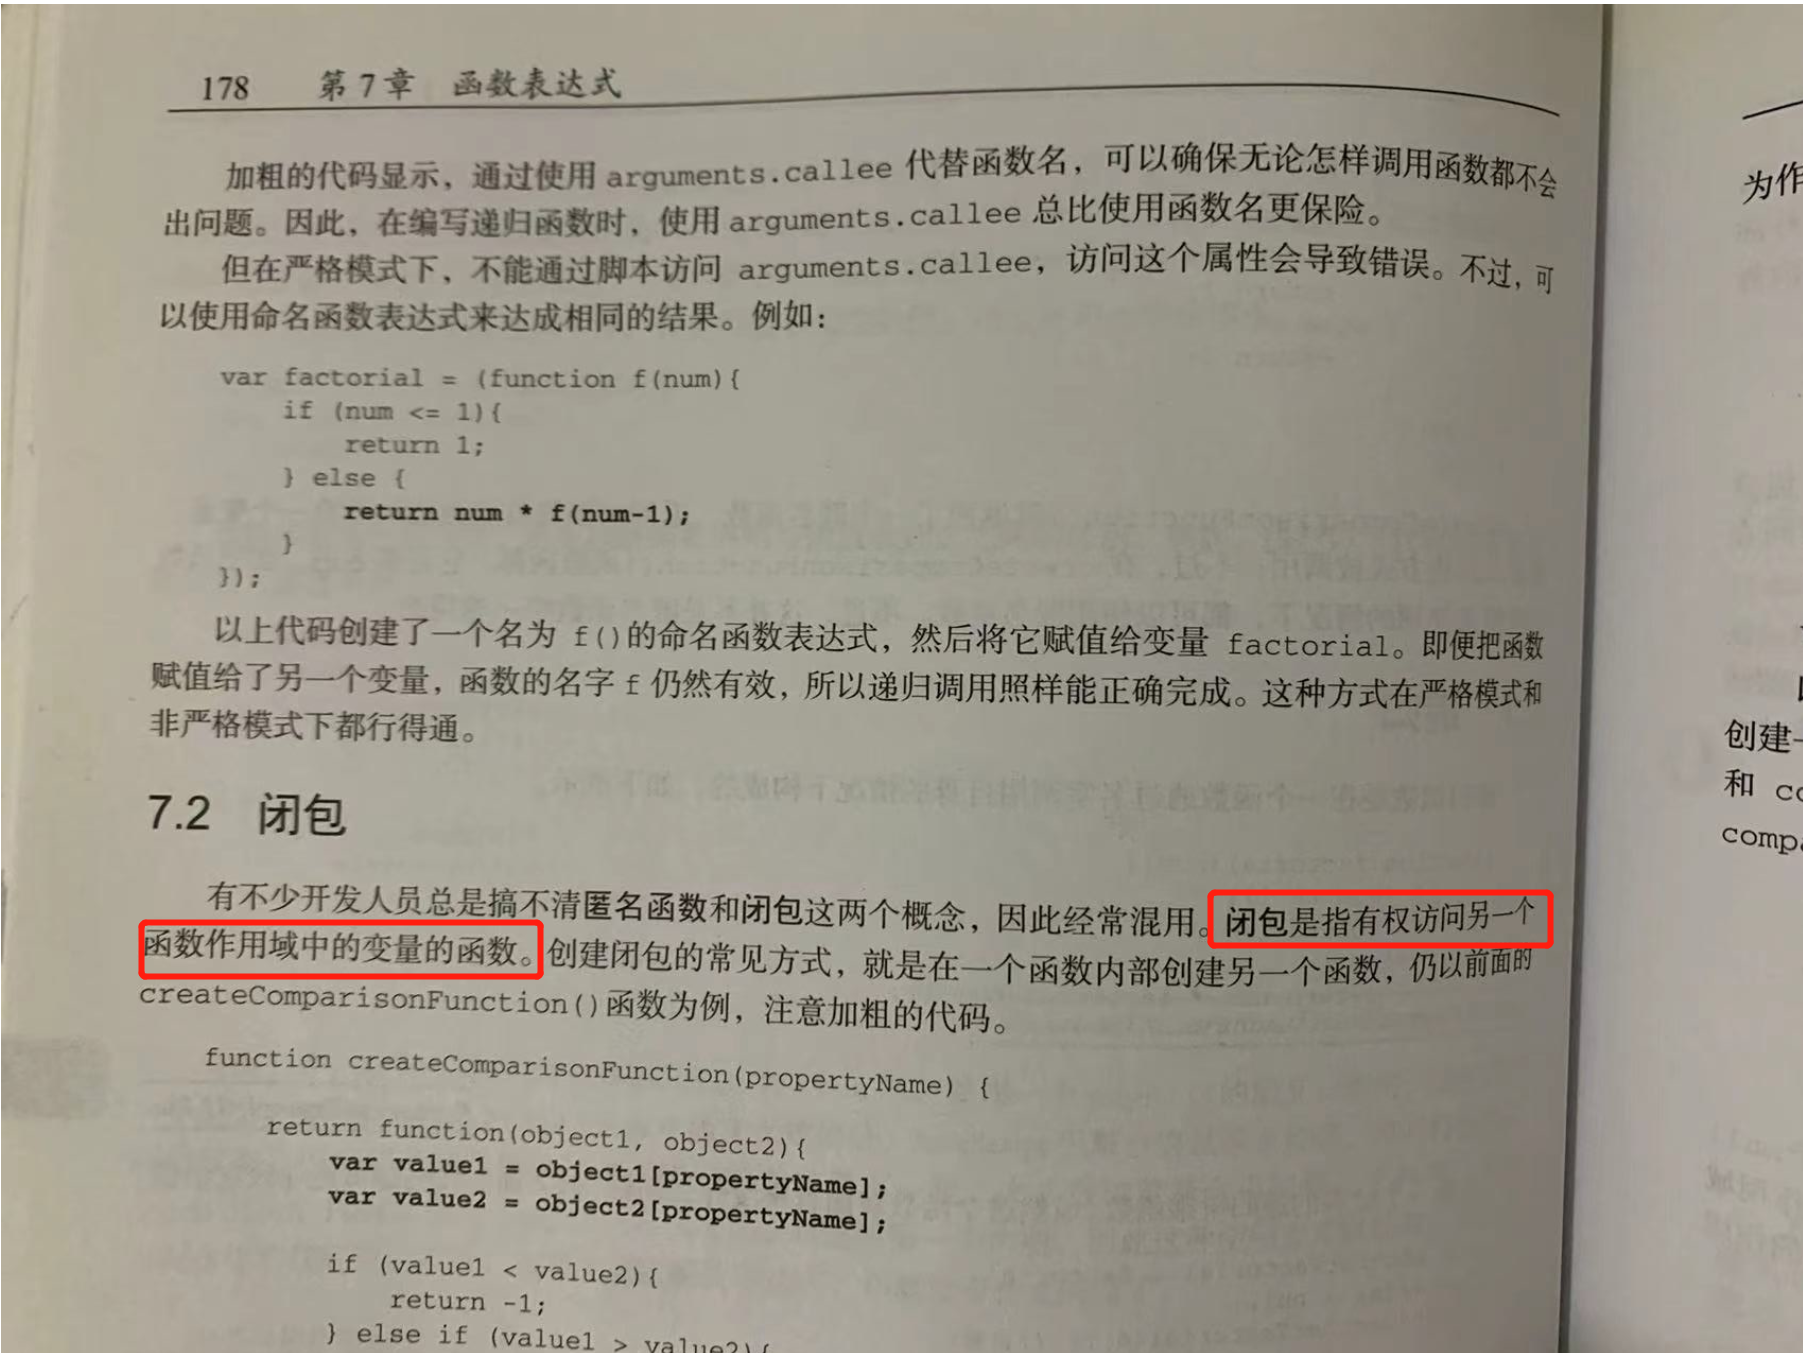 178 第7章 函数表达式
加粗的代码显示，通过使用 arguments.callee 代替函数名，可以确保无论怎样调用函数都不会
出问题。因此，在编写递归函数时，使用 arguments.callee 总比使用函数名更保险。
但在严格模式下，不能通过脚本访问 arguments.callee，访问这个属性会导致错误。不过，可
以使用命名函数表达式来达成相同的结果。例如：
var factorial = (function f(num){
if (num <= 1){
return 1;
} else {
return num * f(num-1);
}
});
以上代码创建了一个名为 f()的命名函数表达式，然后将它赋值给变量 factorial。即便把函数
赋值给了另一个变量，函数的名字 f 仍然有效，所以递归调用照样能正确完成。这种方式在严格模式和
非严格模式下都行得通。
7.2 闭包
有不少开发人员总是搞不清匿名函数和闭包这两个概念，因此经常混用。闭包是指有权访问另一个
函数作用域中的变量的函数。创建闭包的常见方式，就是在一个函数内部创建另一个函数，仍以前面的
createComparisonFunction()函数为例，注意加粗的代码。
function createComparisonFunction(propertyName) {
return function(object1, object2){
var value1 = object1[propertyName];
var value2 = object2[propertyName];
if (value1 < value2){
return -1;
} else if (value1 > value2){
为作
创建
和 co
comp